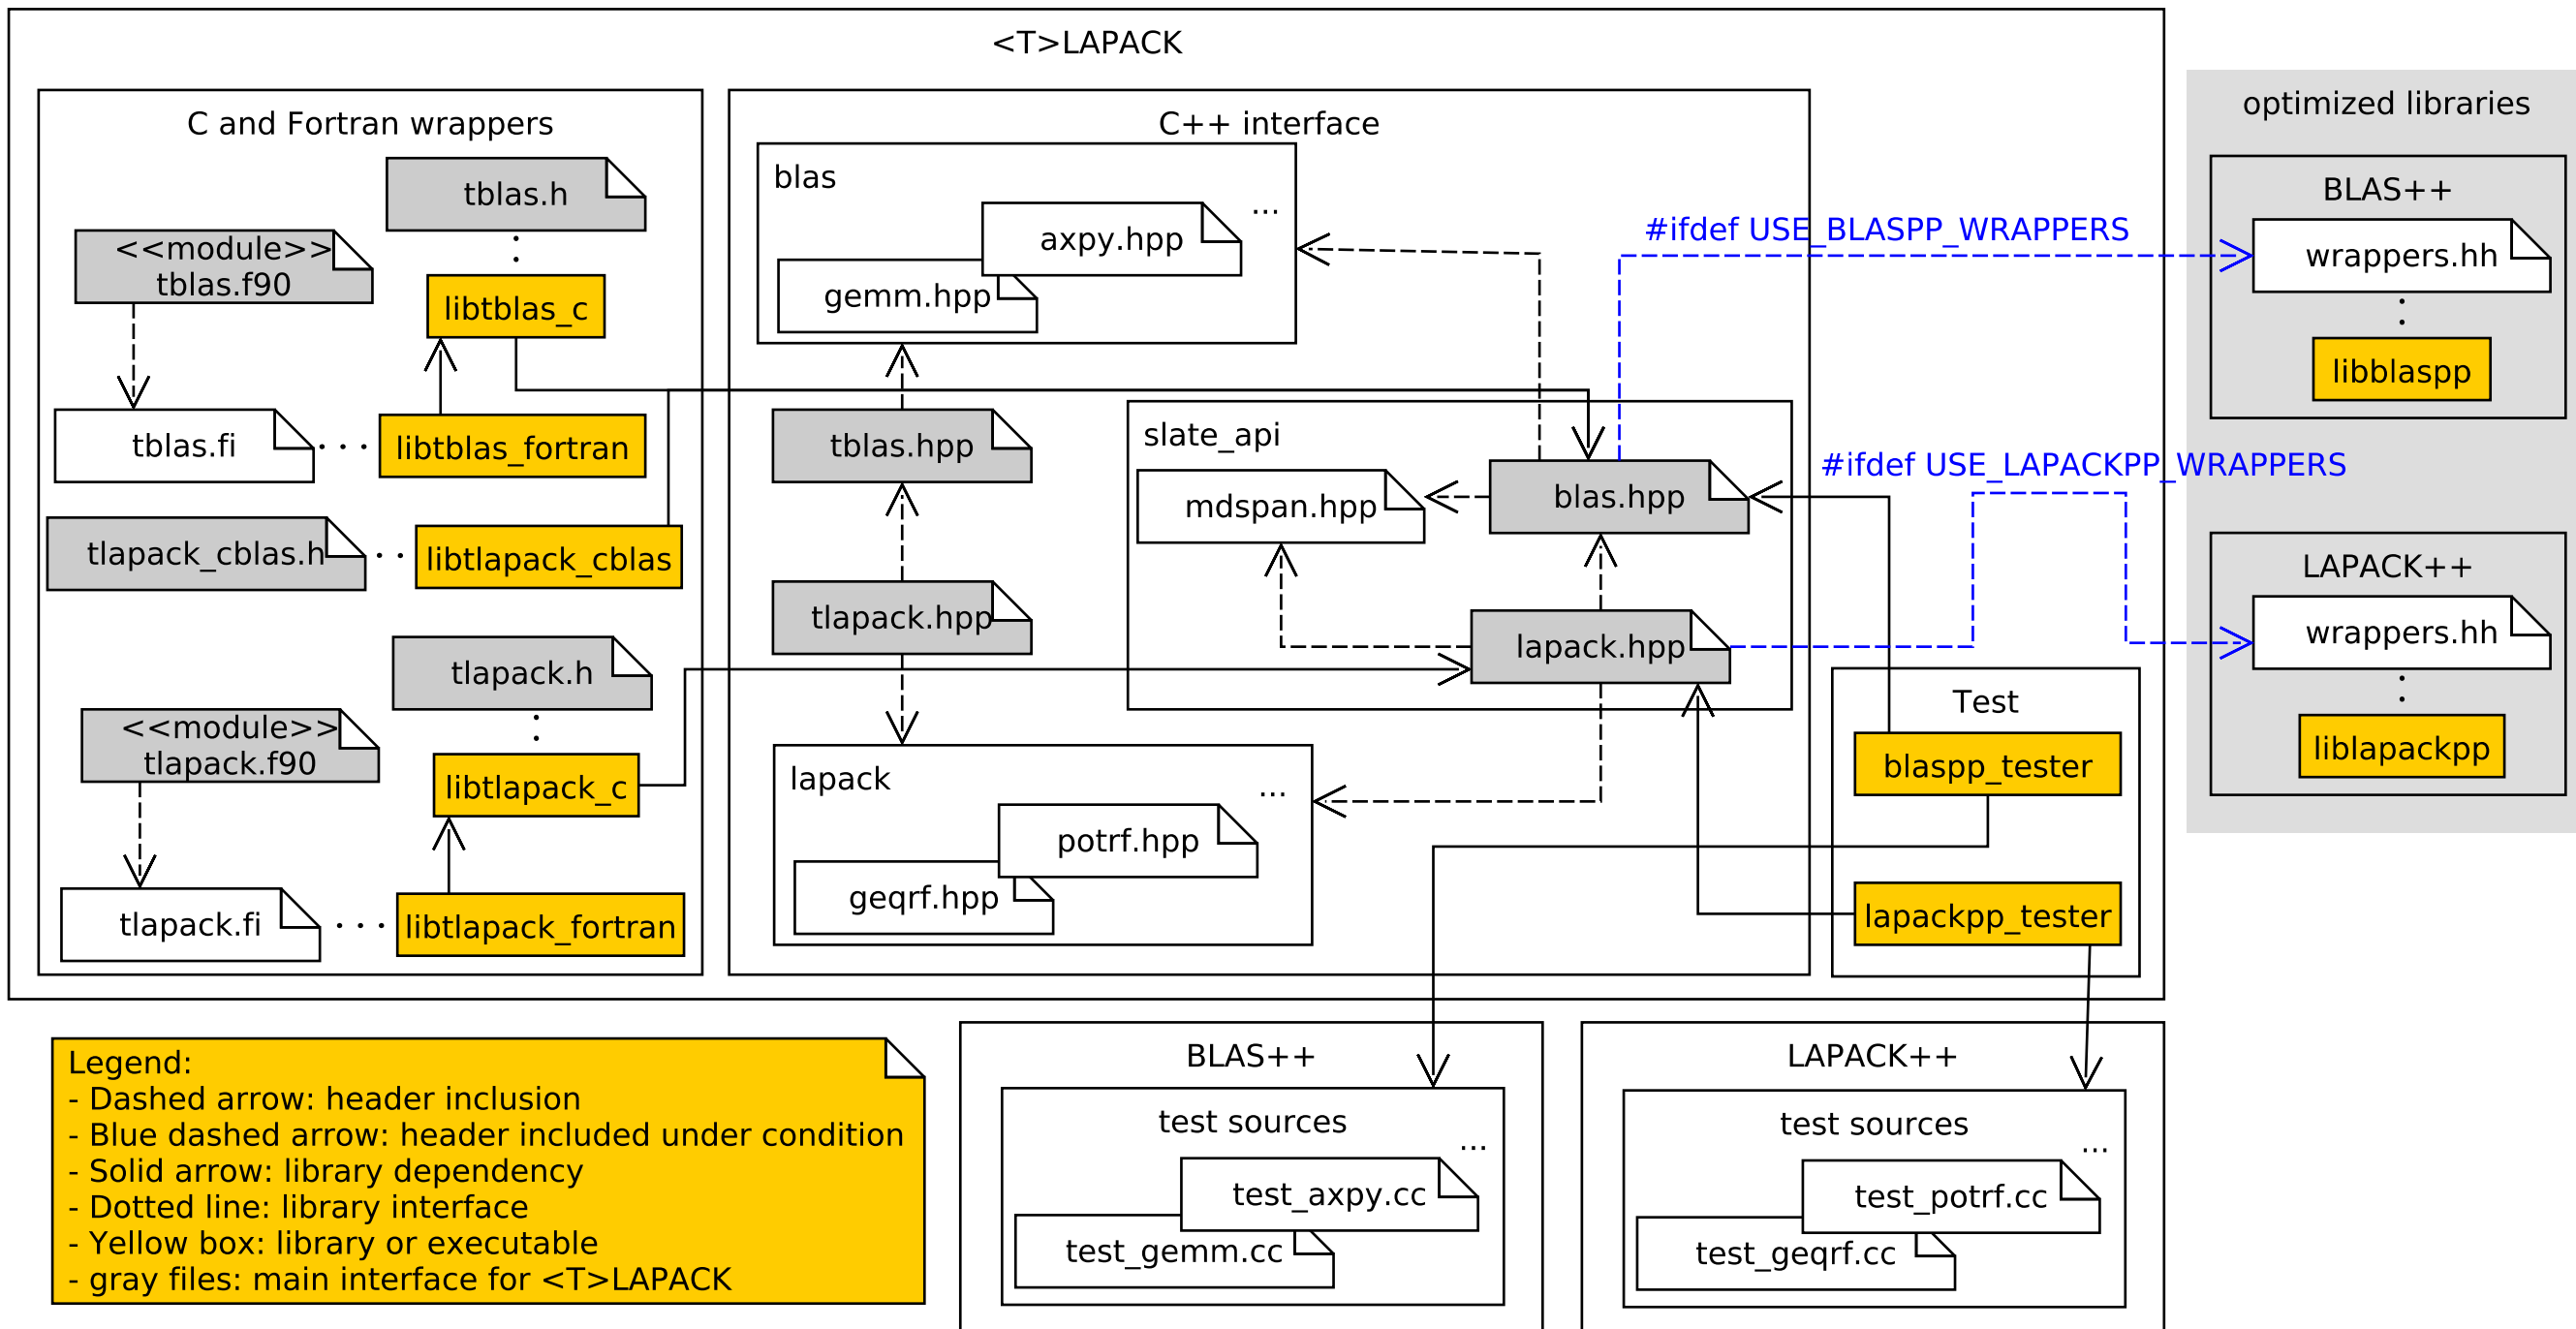 <T>LAPACK
C and Fortran wrappers
tblas.h
<<module>>
tblas.f90
libtblas_c
tblas.fi
libtblas_fortran
tlapack_cblas.h
libtlapack_cblas
tlapack.h
<<module>>
tlapack.f90
libtlapack_c
tlapack.fi
libtlapack_fortran
C++ interface
blas
...
axpy.hpp
gemm.hpp
tblas.hpp
tlapack.hpp
slate_api
mdspan.hpp
blas.hpp
lapack.hpp
lapack
...
potrf.hpp
geqrf.hpp
#ifdef USE_BLASPP_WRAPPERS
#ifdef USE_LAPACKPP_WRAPPERS
Test
blaspp_tester
lapackpp_tester
optimized libraries
BLAS++
wrappers.hh
libblaspp
LAPACK++
wrappers.hh
liblapackpp
Legend:
- Dashed arrow: header inclusion
- Blue dashed arrow: header included under condition
- Solid arrow: library dependency
- Dotted line: library interface
- Yellow box: library or executable
- gray files: main interface for <T>LAPACK
BLAS++
test sources
...
test_axpy.cc
test_gemm.cc
LAPACK++
test sources
...
test_potrf.cc
test_geqrf.cc